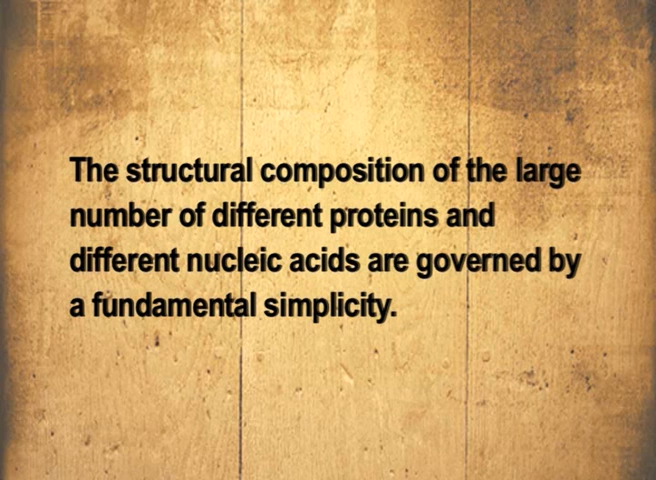 The structural composition of the large
number of different proteins and
different nucleic acids are governed by
a fundamental simplicity.